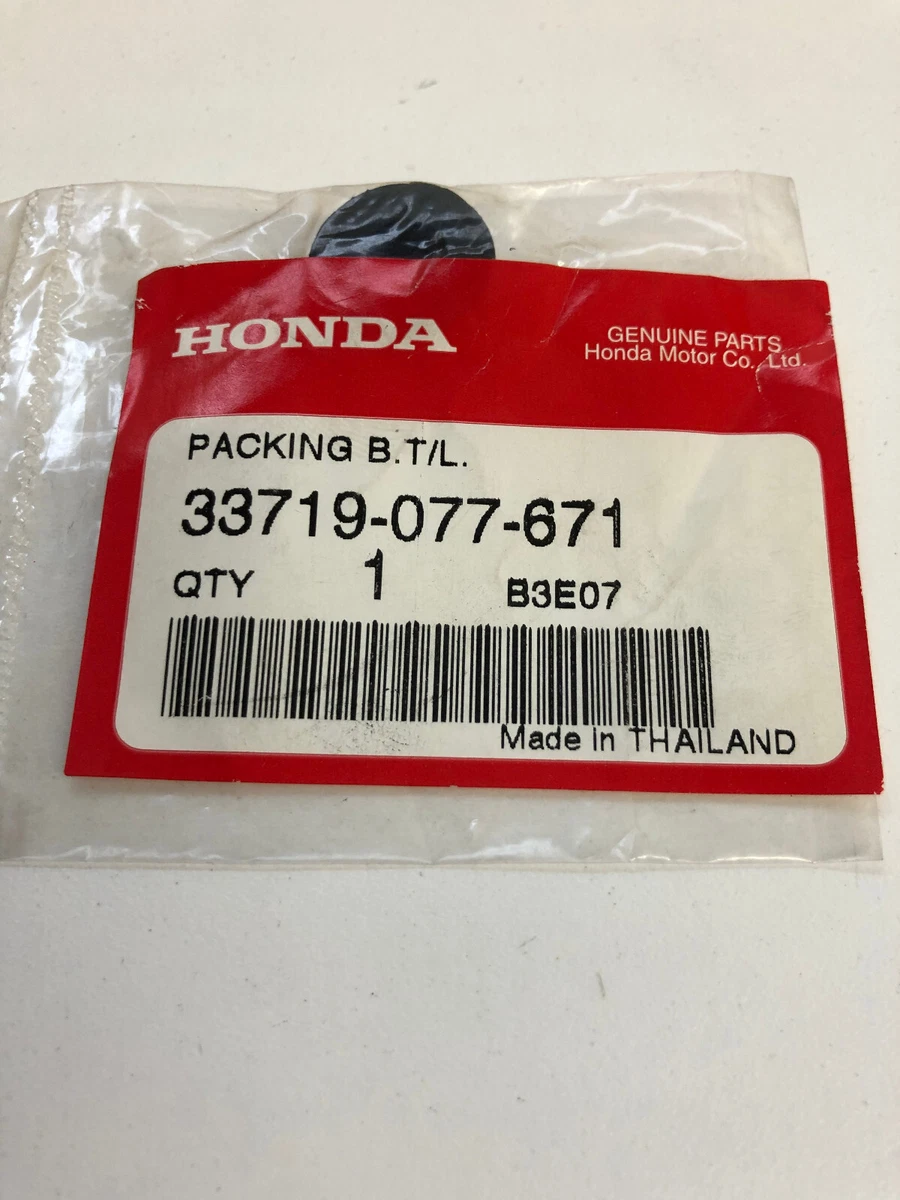 HONDA
GENUINE PARTS
Honda Motor Co., Ltd.
PACKING B.T/L.
33719-077-671
QTY 1 B3E07
Made in THAILAND